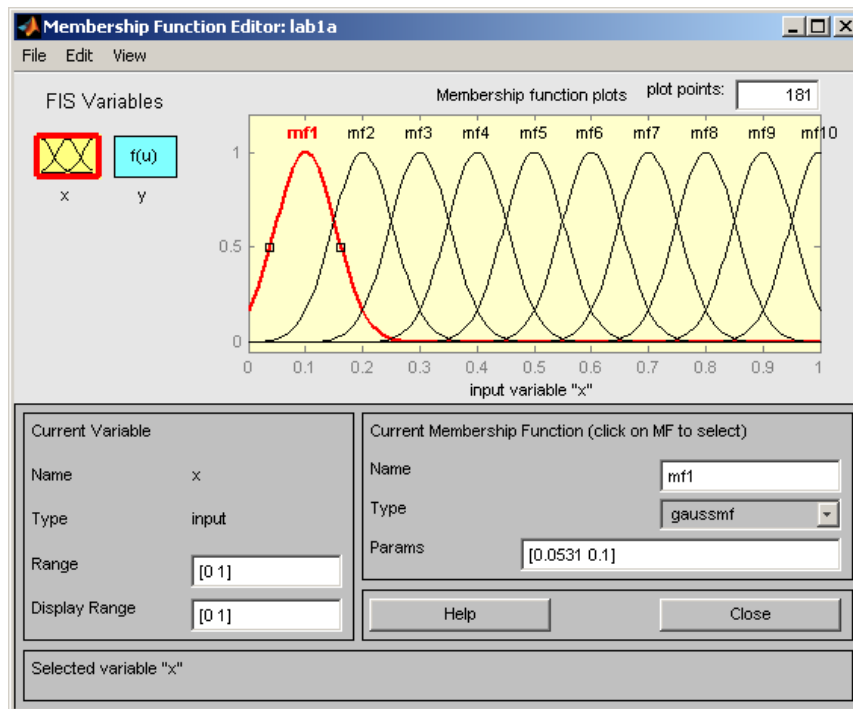 Membership Function Editor: lab1a
File Edit View
FIS Variables
Membership function plots plot points: 181
f(u)
x y
mf1 mf2 mf3 mf4 mf5 mf6 mf7 mf8 mf9 mf10
1
0.5
0
0 0.1 0.2 0.3 0.4 0.5 0.6 0.7 0.8 0.9 1
input variable "x"
Current Variable
Name x
Type input
Range [0 1]
Display Range [0 1]
Current Membership Function (click on MF to select)
Name mf1
Type gaussmf
Params [0.0531 0.1]
Help Close
Selected variable "x"